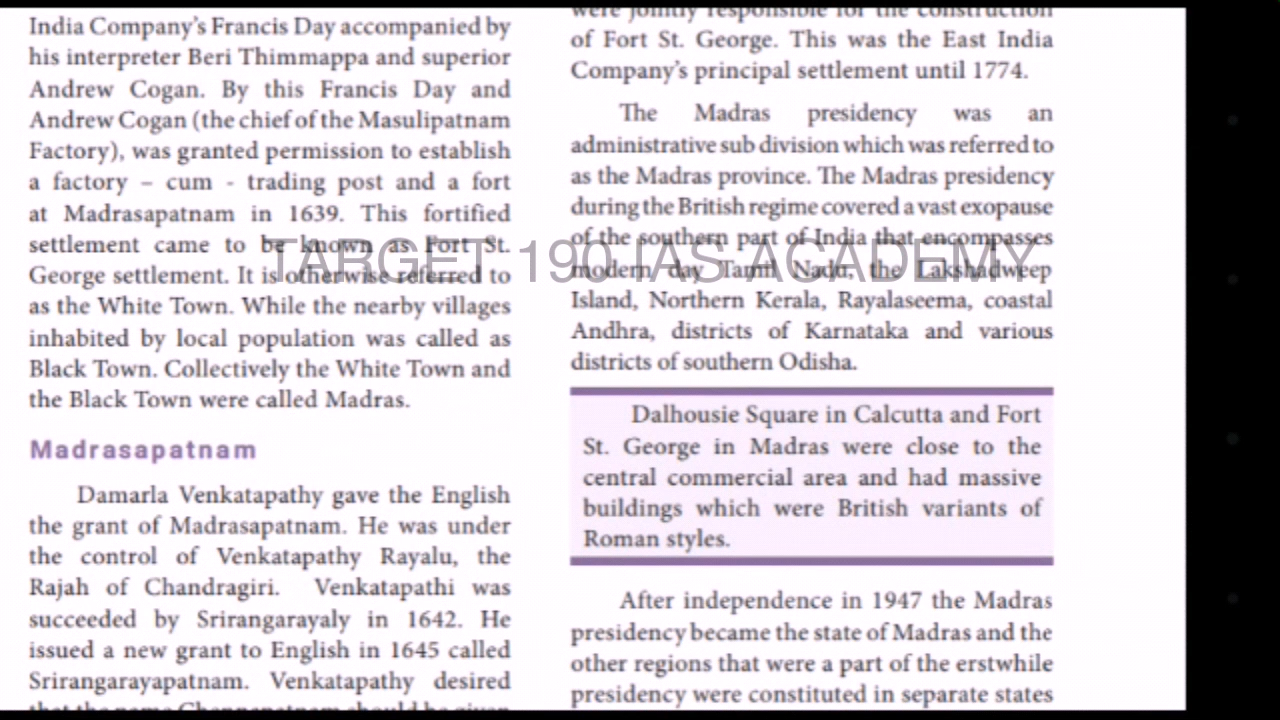 India Company's Francis Day accompanied by
his interpreter Beri Thimmappa and superior
Andrew Cogan. By this Francis Day and
Andrew Cogan (the chief of the Masulipatnam
Factory), was granted permission to establish
a factory – cum - trading post and a fort
at Madrasapatnam in 1639. This fortified
settlement came to be known as Fort St.
George settlement. It is otherwise referred to
as the White Town. While the nearby villages
inhabited by local population was called as
Black Town. Collectively the White Town and
the Black Town were called Madras.
Madrasapatnam
Damarla Venkatapathy gave the English
the grant of Madrasapatnam. He was under
the control of Venkatapathy Rayalu, the
Rajah of Chandragiri. Venkatapathi was
succeeded by Srirangarayaly in 1642. He
issued a new grant to English in 1645 called
Srirangarayapatnam. Venkatapathy desired
that the name Chennapatnam should be given
were jointly responsible for the construction
of Fort St. George. This was the East India
Company's principal settlement until 1774.
The Madras presidency was an
administrative sub division which was referred to
as the Madras province. The Madras presidency
during the British regime covered a vast exopause
of the southern part of India that encompasses
modern day Tamil Nadu, the Lakshadweep
Island, Northern Kerala, Rayalaseema, coastal
Andhra, districts of Karnataka and various
districts of southern Odisha.
Dalhousie Square in Calcutta and Fort
St. George in Madras were close to the
central commercial area and had massive
buildings which were British variants of
Roman styles.
After independence in 1947 the Madras
presidency became the state of Madras and the
other regions that were a part of the erstwhile
presidency were constituted in separate states
TARGET 190 IAS ACADEMY